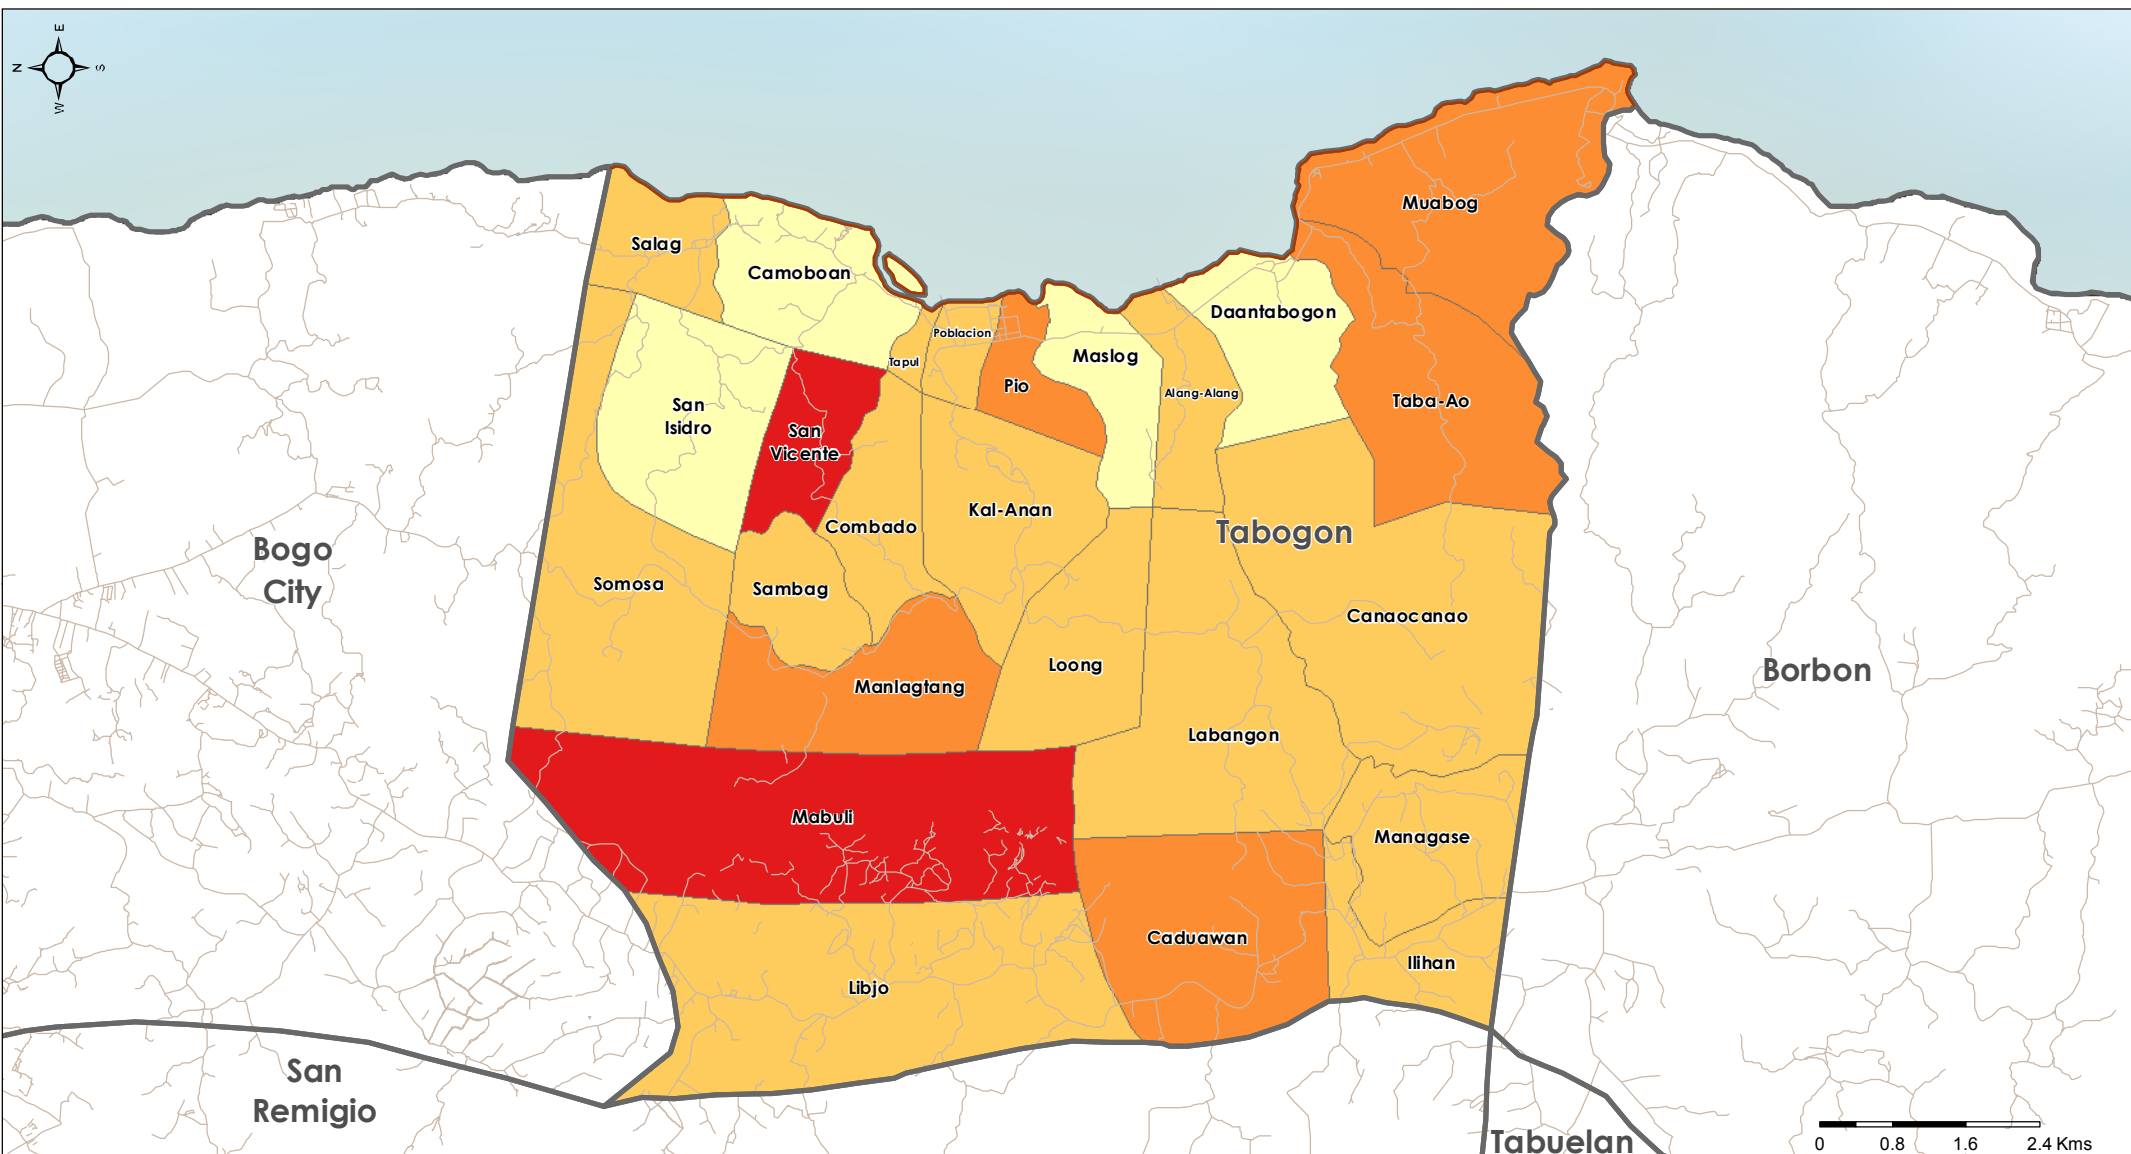 E
N
S
W
Muabog
Salag
Camoboan
Daantabogon
Poblacion
Maslog
Tapul
Pio
Alang-Alang
Taba-Ao
San
Isidro
San
Vicente
Kal-Anan
Combado
Tabogon
Bogo
City
Somosa
Sambag
Canaocanao
Loong
Borbon
Manlagtang
Labangon
Mabuli
Managase
Caduawan
Ilihan
Libjo
San
Remigio
Tabuelan
0 0.8 1.6 2.4 Kms